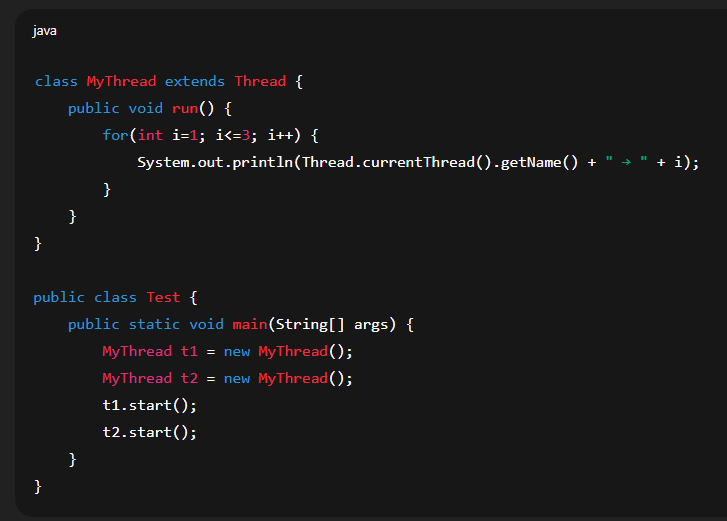 java
class MyThread extends Thread {
    public void run() {
        for(int i=1; i<=3; i++) {
            System.out.println(Thread.currentThread().getName() + " → " + i);
        }
    }
}
public class Test {
    public static void main(String[] args) {
        MyThread t1 = new MyThread();
        MyThread t2 = new MyThread();
        t1.start();
        t2.start();
    }
}